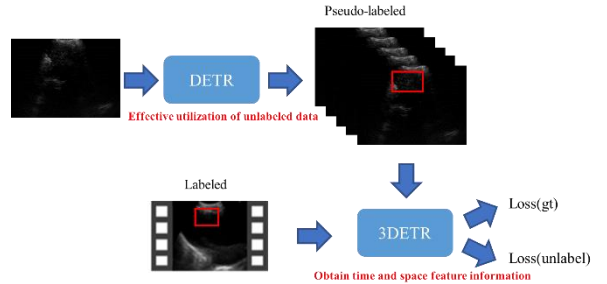 Pseudo-labeled
DETR
Effective utilization of unlabeled data
Labeled
3DETR
Loss(gt)
Loss(unlabel)
Obtain time and space feature information